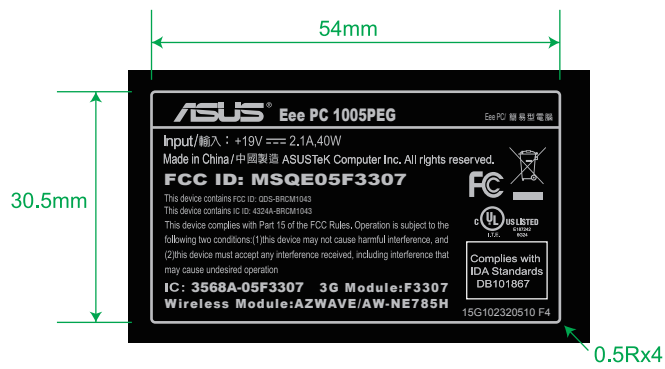 54mm
30.5mm
ASUS® Eee PC 1005PEG
Eee PC/ 簡易型電腦
Input/輸入：+19V 2.1A,40W
Made in China/中國製造 ASUSTeK Computer Inc. All rights reserved.
FCC ID: MSQE05F3307
This device contains FCC ID: QDS-BRCM1043
This device contains IC ID: 4324A-BRCM1043
This device complies with Part 15 of the FCC Rules. Operation is subject to the
following two conditions:(1)this device may not cause harmful interference, and
(2)this device must accept any interference received, including interference that
may cause undesired operation
IC: 3568A-05F3307 3G Module:F3307
Wireless Module:AZWAVE/AW-NE785H
FC
C UL US LISTED
I.T.E. E187242
9G24
Complies with
IDA Standards
DB101867
15G102320510 F4
0.5Rx4